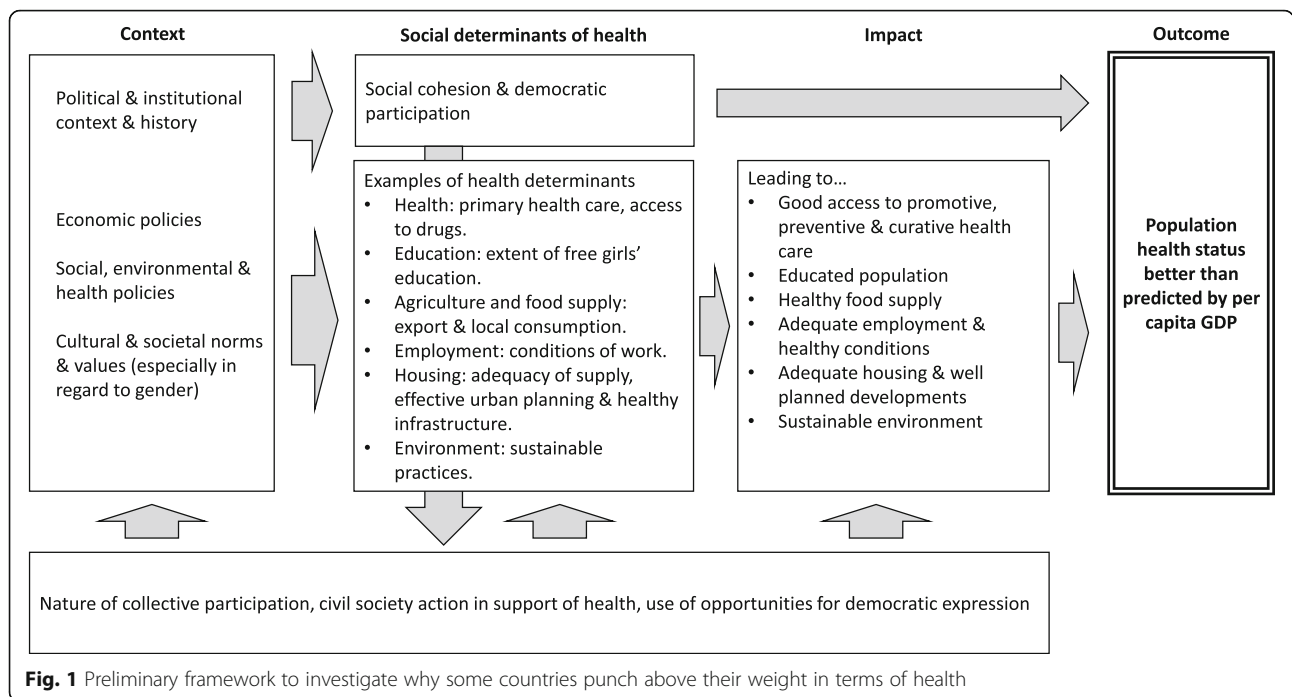 Context
Social determinants of health
Impact
Outcome
Political & institutional
context & history
Economic policies
Social, environmental &
health policies
Cultural & societal norms
& values (especially in
regard to gender)
Social cohesion & democratic
participation
Examples of health determinants
• Health: primary health care, access
to drugs.
• Education: extent of free girls’
education.
• Agriculture and food supply:
export & local consumption.
• Employment: conditions of work.
• Housing: adequacy of supply,
effective urban planning & healthy
infrastructure.
• Environment: sustainable
practices.
Leading to…
• Good access to promotive,
preventive & curative health
care
• Educated population
• Healthy food supply
• Adequate employment &
healthy conditions
• Adequate housing & well
planned developments
• Sustainable environment
Population
health status
better than
predicted by per
capita GDP
Nature of collective participation, civil society action in support of health, use of opportunities for democratic expression
Fig. 1 Preliminary framework to investigate why some countries punch above their weight in terms of health